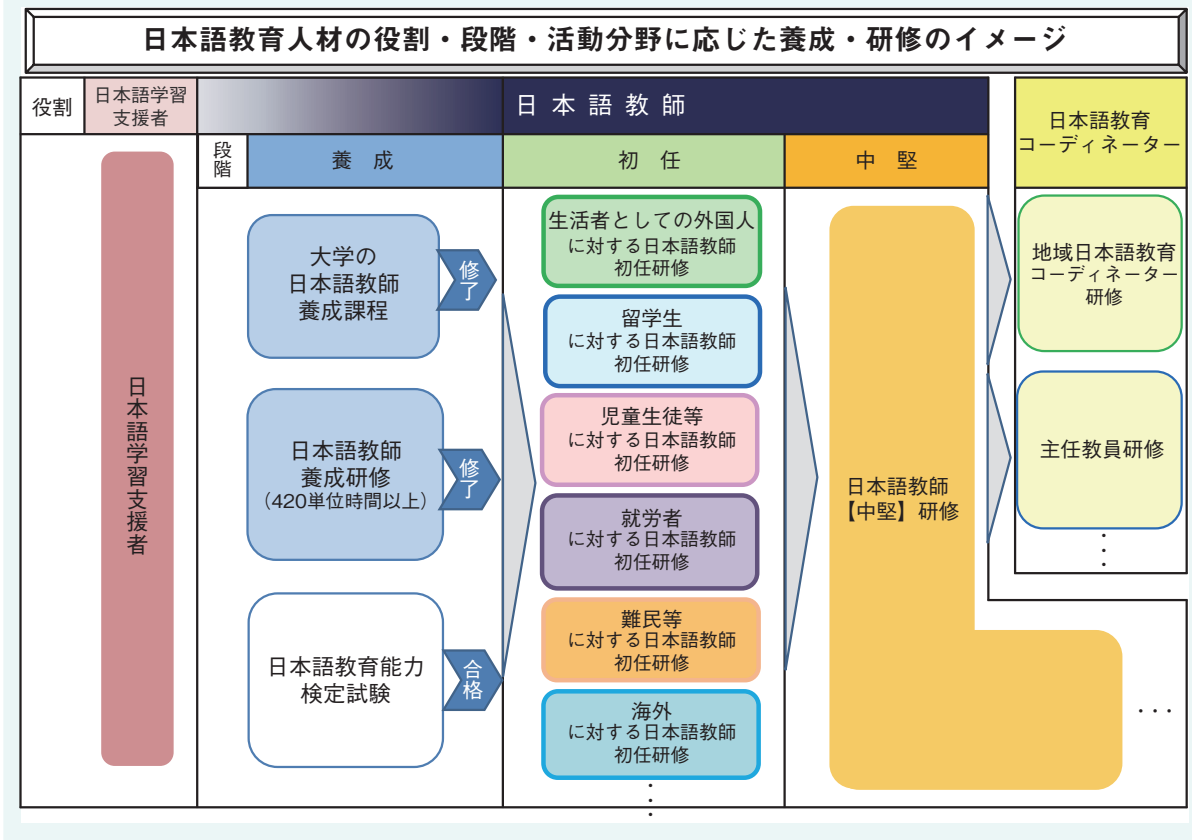 日本語教育人材の役割・段階・活動分野に応じた養成・研修のイメージ
役割
日本語学習
支援者
日本語教師
日本語教育
コーディネーター
段階
養成
初任
中堅
日本語学習支援者
大学の
日本語教師
養成課程
修了
日本語教師
養成研修
（420単位時間以上）
修了
日本語教育能力
検定試験
合格
生活者としての外国人
に対する日本語教師
初任研修
留学生
に対する日本語教師
初任研修
児童生徒等
に対する日本語教師
初任研修
就労者
に対する日本語教師
初任研修
難民等
に対する日本語教師
初任研修
海外
に対する日本語教師
初任研修
⋮
日本語教師
【中堅】研修
地域日本語教育
コーディネーター
研修
主任教員研修
⋮
・・・